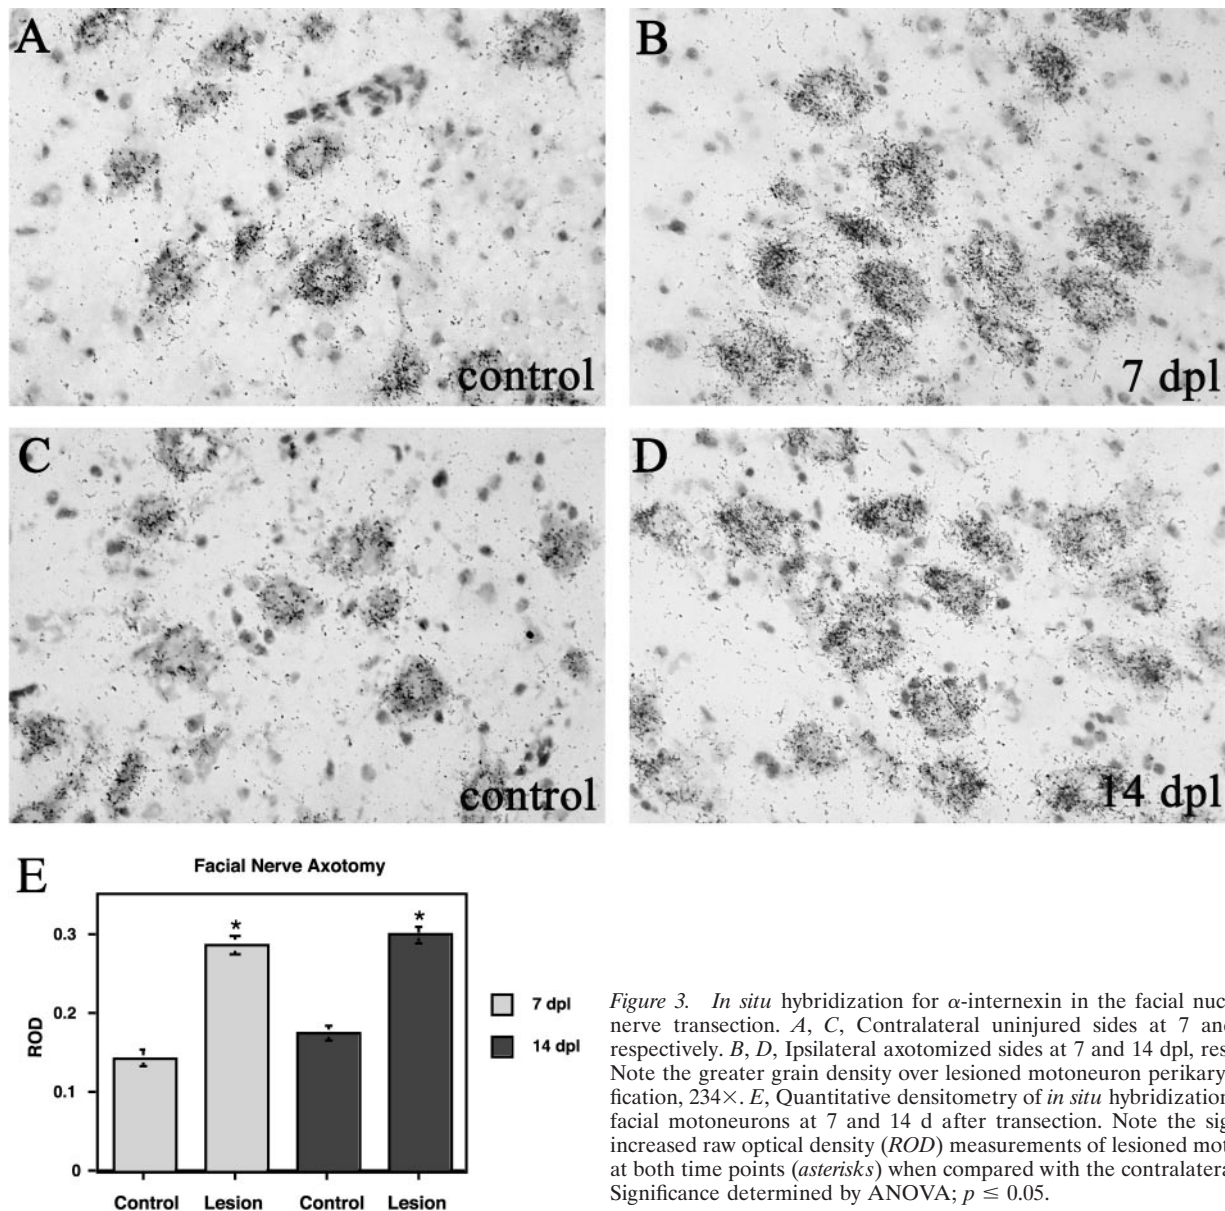 A
control
B
7 dpl
C
control
D
14 dpl
E
Facial Nerve Axotomy
ROD
0.3
0.2
0.1
0
*
*
Control
Lesion
Control
Lesion
7 dpl
14 dpl
Figure 3. In situ hybridization for α-internexin in the facial nuc
nerve transection. A, C, Contralateral uninjured sides at 7 and
respectively. B, D, Ipsilateral axotomized sides at 7 and 14 dpl, res
Note the greater grain density over lesioned motoneuron perikary
fication, 234×. E, Quantitative densitometry of in situ hybridization
facial motoneurons at 7 and 14 d after transection. Note the sig
increased raw optical density (ROD) measurements of lesioned mot
at both time points (asterisks) when compared with the contralatera
Significance determined by ANOVA; p ≤ 0.05.